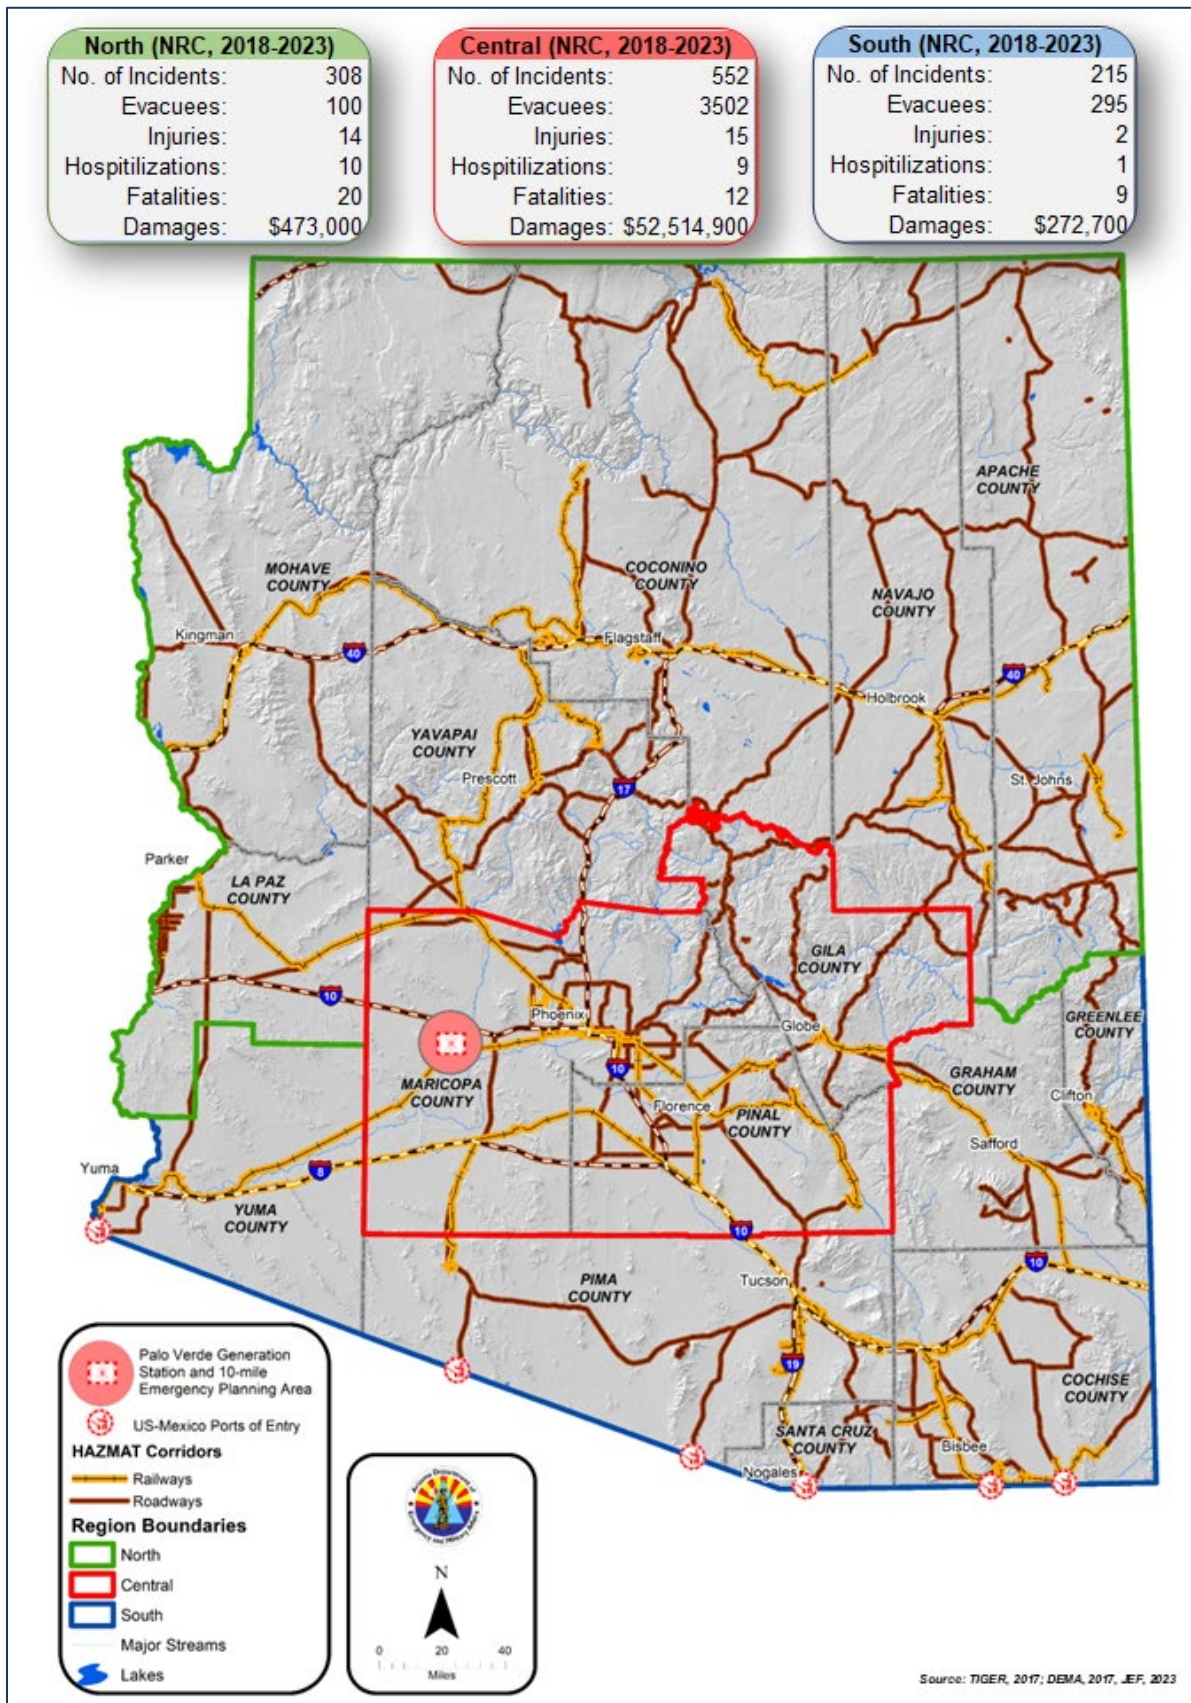 North (NRC, 2018-2023)
No. of Incidents: 308
Evacuees: 100
Injuries: 14
Hospitilizations: 10
Fatalities: 20
Damages: $473,000
Central (NRC, 2018-2023)
No. of Incidents: 552
Evacuees: 3502
Injuries: 15
Hospitilizations: 9
Fatalities: 12
Damages: $52,514,900
South (NRC, 2018-2023)
No. of Incidents: 215
Evacuees: 295
Injuries: 2
Hospitilizations: 1
Fatalities: 9
Damages: $272,700
APACHE
COUNTY
MOHAVE
COUNTY
COCONINO
COUNTY
NAVAJO
COUNTY
Kingman
40
Flagstaff
40
Holbrook
YAVAPAI
COUNTY
Prescott
17
St. Johns
Parker
LA PAZ
COUNTY
GILA
COUNTY
10
Phoenix
Globe
GREENLEE
COUNTY
MARICOPA
COUNTY
10
GRAHAM
COUNTY
Clifton
Florence
PINAL
COUNTY
Safford
Yuma
8
YUMA
COUNTY
10
10
PIMA
COUNTY
Tucson
19
COCHISE
COUNTY
SANTA CRUZ
COUNTY
Bisbee
Nogales
Palo Verde Generation
Station and 10-mile
Emergency Planning Area
US-Mexico Ports of Entry
HAZMAT Corridors
Railways
Roadways
Region Boundaries
North
Central
South
Major Streams
Lakes
Arizona Department of
Emergency and Military Affairs
N
0 20 40
Miles
Source: TIGER, 2017; DEMA, 2017, JEF, 2023